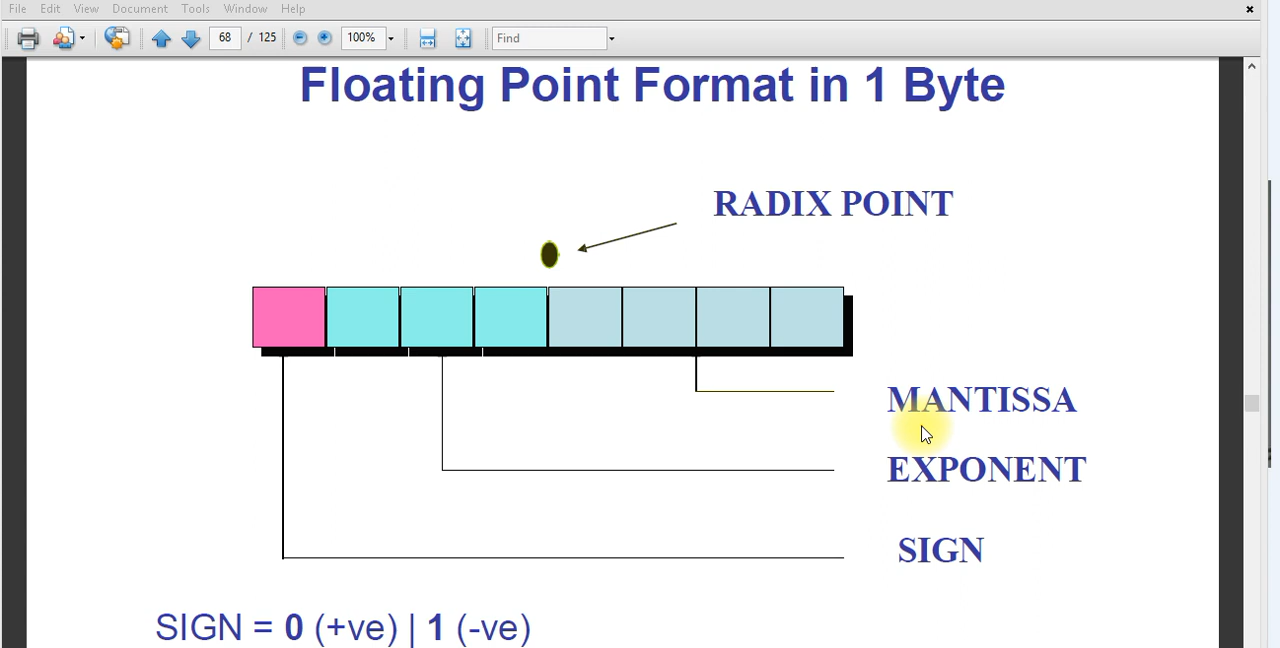 File Edit View Document Tools Window Help
68 / 125 100% Find
Floating Point Format in 1 Byte
RADIX POINT
MANTISSA
EXPONENT
SIGN
SIGN = 0 (+ve) | 1 (-ve)